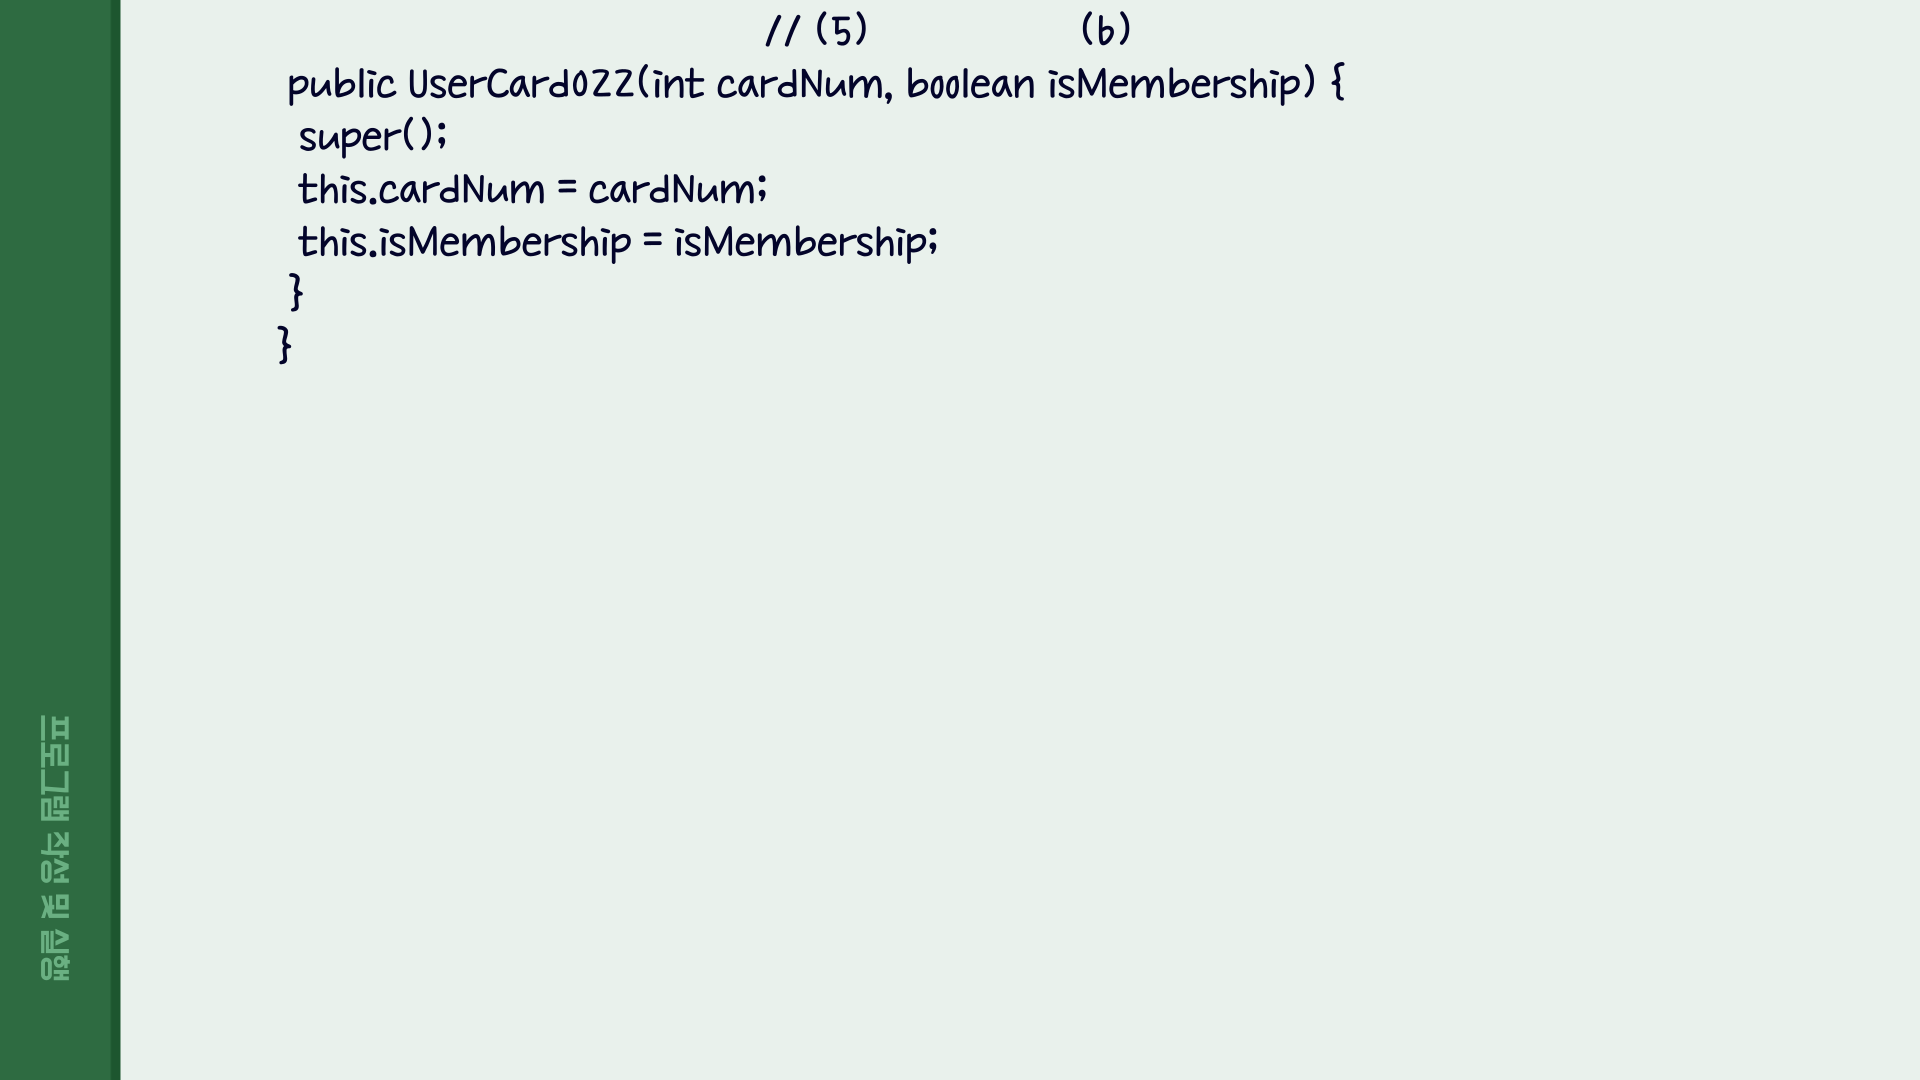 // (5) (6)
public UserCard022(int cardNum, boolean isMembership) {
super();
this.cardNum = cardNum;
this.isMembership = isMembership;
}
}
프로그램 작성 및 실행